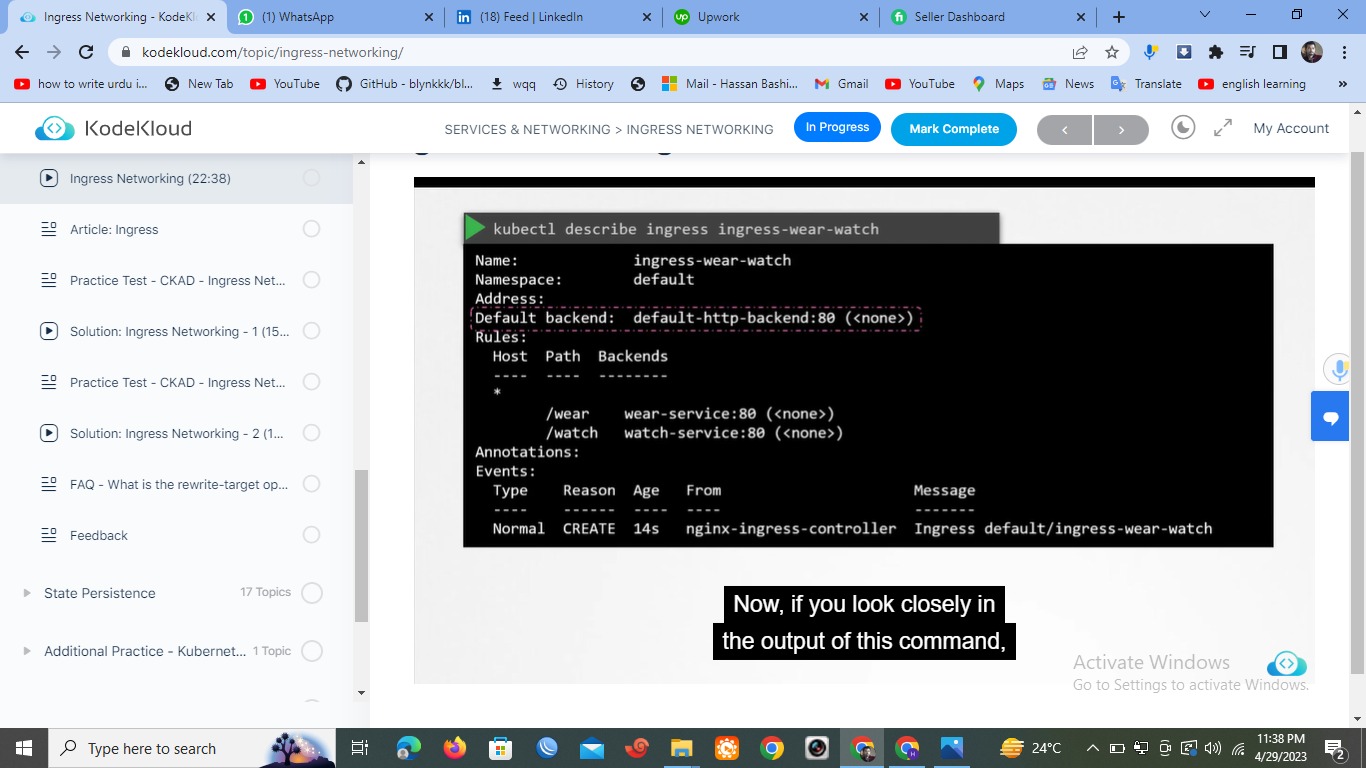 Ingress Networking - KodeKl
(1) WhatsApp
(18) Feed | LinkedIn
Upwork
Seller Dashboard
kodekloud.com/topic/ingress-networking/
how to write urdu i...
New Tab
YouTube
GitHub - blynkkk/bl...
wqq
History
Mail - Hassan Bashi...
Gmail
YouTube
Maps
News
Translate
english learning
»
KodeKloud
SERVICES & NETWORKING > INGRESS NETWORKING
In Progress
Mark Complete
My Account
Ingress Networking (22:38)
Article: Ingress
Practice Test - CKAD - Ingress Net...
Solution: Ingress Networking - 1 (15...
Practice Test - CKAD - Ingress Net...
Solution: Ingress Networking - 2 (1...
FAQ - What is the rewrite-target op...
Feedback
State Persistence 17 Topics
Additional Practice - Kubernet... 1 Topic
kubectl describe ingress ingress-wear-watch
Name: ingress-wear-watch
Namespace: default
Address:
Default backend: default-http-backend:80 (<none>)
Rules:
Host Path Backends
---- ---- --------
*
/wear wear-service:80 (<none>)
/watch watch-service:80 (<none>)
Annotations:
Events:
Type Reason Age From Message
---- ------ ---- ---- -------
Normal CREATE 14s nginx-ingress-controller Ingress default/ingress-wear-watch
Now, if you look closely in
the output of this command,
Activate Windows
Go to Settings to activate Windows.
Type here to search
24°C
11:38 PM
4/29/2023
2